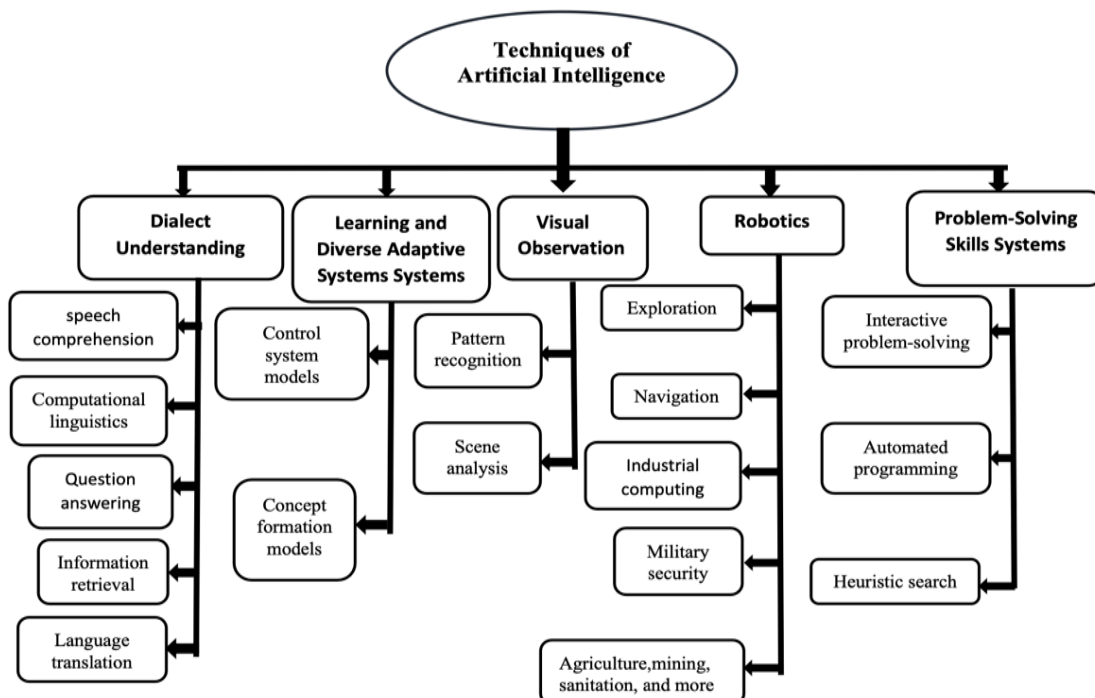 Techniques of
Artificial Intelligence
Dialect
Understanding
speech
comprehension
Computational
linguistics
Question
answering
Information
retrieval
Language
translation
Learning and
Diverse Adaptive
Systems Systems
Control
system
models
Concept
formation
models
Visual
Observation
Pattern
recognition
Scene
analysis
Robotics
Exploration
Navigation
Industrial
computing
Military
security
Agriculture,mining,
sanitation, and more
Problem-Solving
Skills Systems
Interactive
problem-solving
Automated
programming
Heuristic search